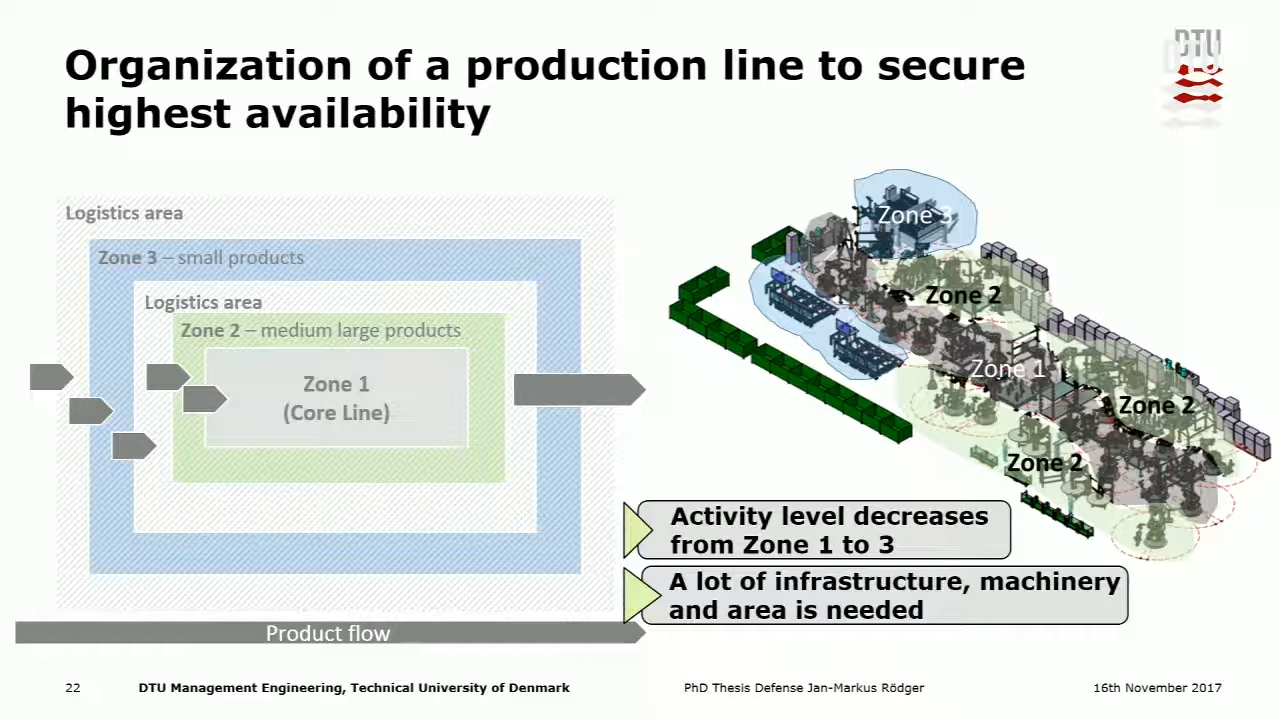 Organization of a production line to secure
highest availability
DTU
Logistics area
Zone 3 – small products
Logistics area
Zone 2 – medium large products
Zone 1
(Core Line)
Product flow
Zone 3
Zone 2
Zone 1
Zone 2
Zone 2
Activity level decreases
from Zone 1 to 3
A lot of infrastructure, machinery
and area is needed
22
DTU Management Engineering, Technical University of Denmark
PhD Thesis Defense Jan-Markus Rödger
16th November 2017